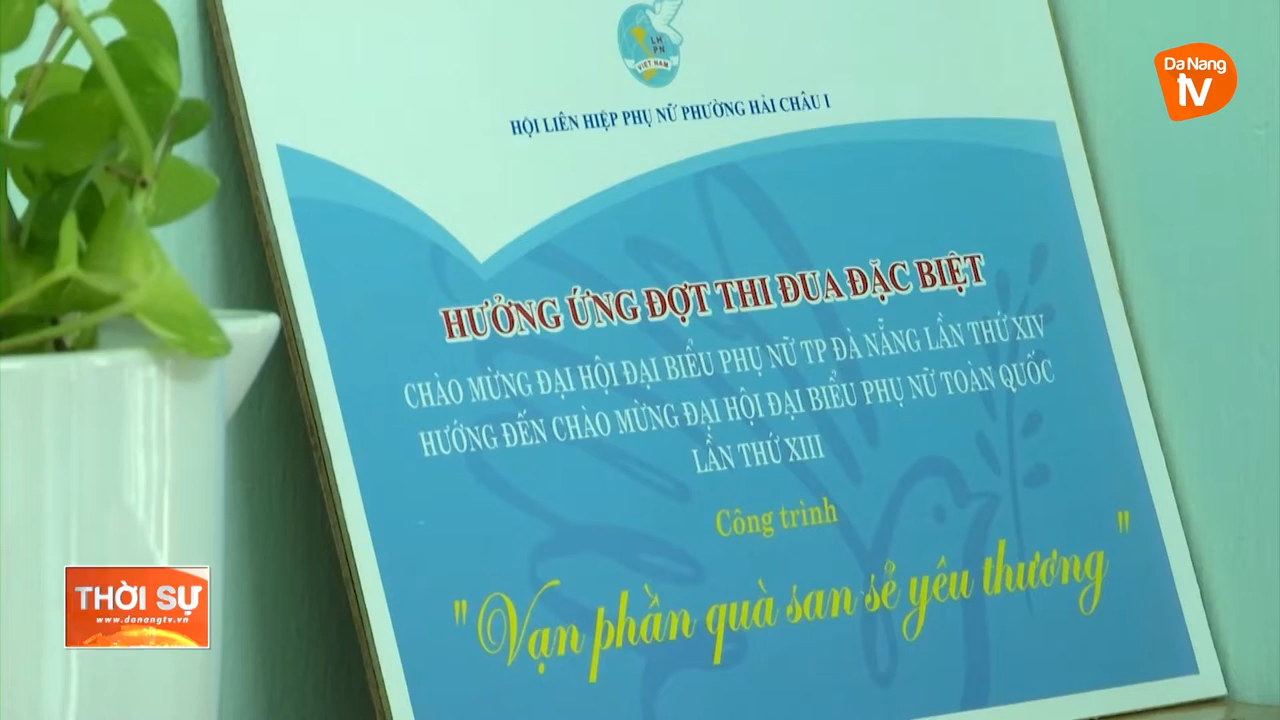 LH
PN
VIỆT NAM
Da Nang
tv
HỘI LIÊN HIỆP PHỤ NỮ PHƯỜNG HẢI CHÂU I
HƯỞNG ỨNG ĐỢT THI ĐUA ĐẶC BIỆT
CHÀO MỪNG ĐẠI HỘI ĐẠI BIỂU PHỤ NỮ TP ĐÀ NẴNG LẦN THỨ XIV
HƯỚNG ĐẾN CHÀO MỪNG ĐẠI HỘI ĐẠI BIỂU PHỤ NỮ TOÀN QUỐC
LẦN THỨ XIII
Công trình
"Vạn phần quà san sẻ yêu thương"
THỜI SỰ
www.danangtv.vn